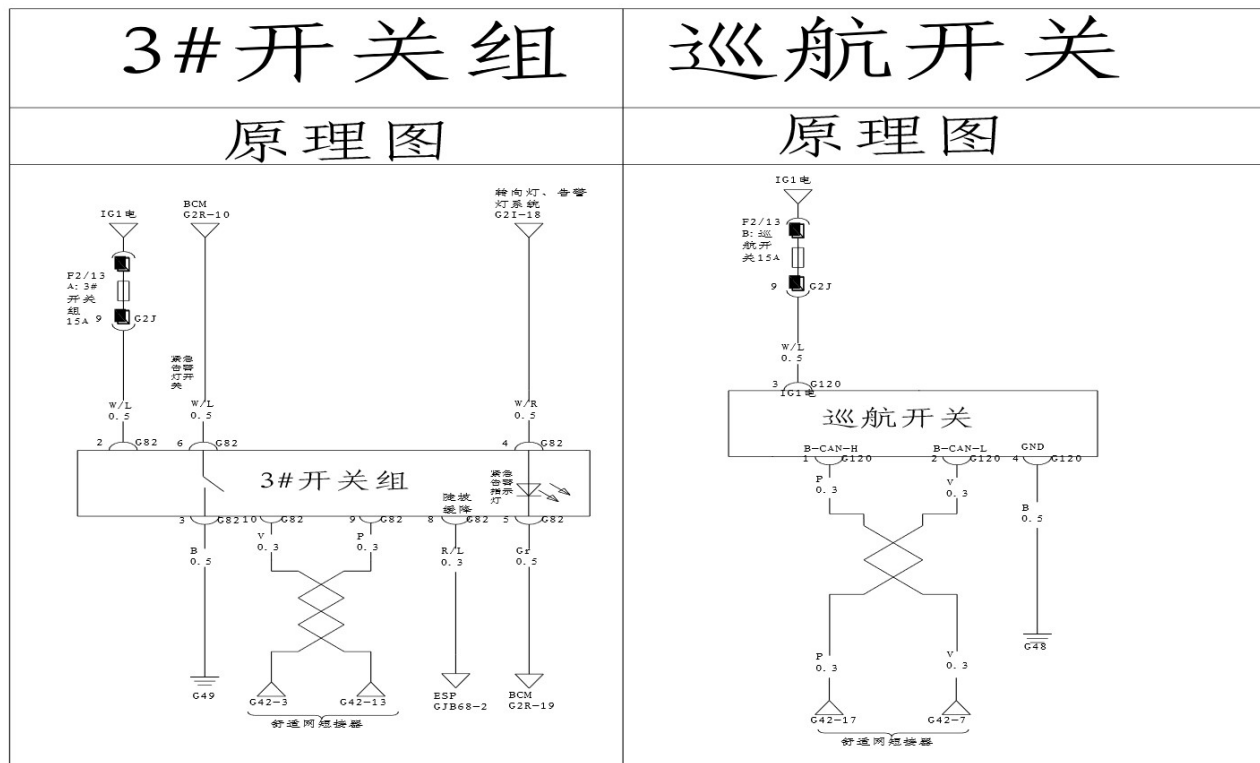 3#开关组
原理图
IG1电
BCM
G2R-10
转向灯、告警
灯系统
G2I-18
F2/13
A:3#
开关
组
15A
9
G2J
紧急
告警
灯开
关
W/L
0.5
W/L
0.5
W/R
0.5
2
G82
6
G82
4
G82
3#开关组
紧急
告警
指示
灯
陡坡
缓降
3
G82
10
G82
9
G82
8
G82
5
G82
B
0.5
V
0.3
P
0.3
R/L
0.3
Gr
0.5
G49
G42-3
G42-13
舒适网短接器
ESP
GJB68-2
BCM
G2R-19
巡航开关
原理图
IG1电
F2/13
B:巡
航开
关15A
9
G2J
W/L
0.5
3
G120
IG1电
巡航开关
B-CAN-H
B-CAN-L
GND
1
G120
2
G120
4
G120
P
0.3
V
0.3
B
0.5
P
0.3
V
0.3
G48
G42-17
G42-7
舒适网短接器